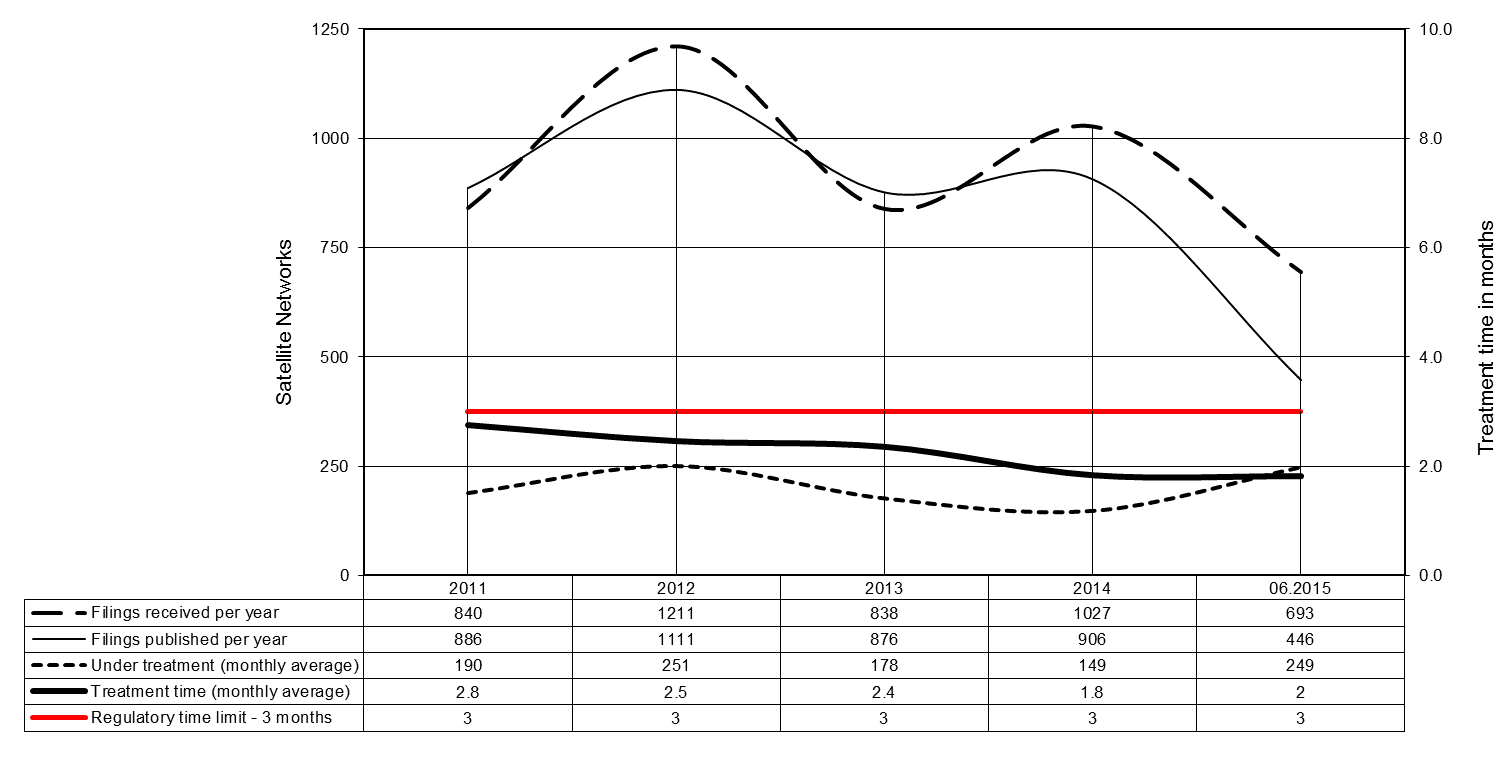 1250
1000
750
500
250
0
Satellite Networks
10.0
8.0
6.0
4.0
2.0
0.0
Treatment time in months
2011 2012 2013 2014 06.2015
Filings received per year 840 1211 838 1027 693
Filings published per year 886 1111 876 906 446
Under treatment (monthly average) 190 251 178 149 249
Treatment time (monthly average) 2.8 2.5 2.4 1.8 2
Regulatory time limit - 3 months 3 3 3 3 3